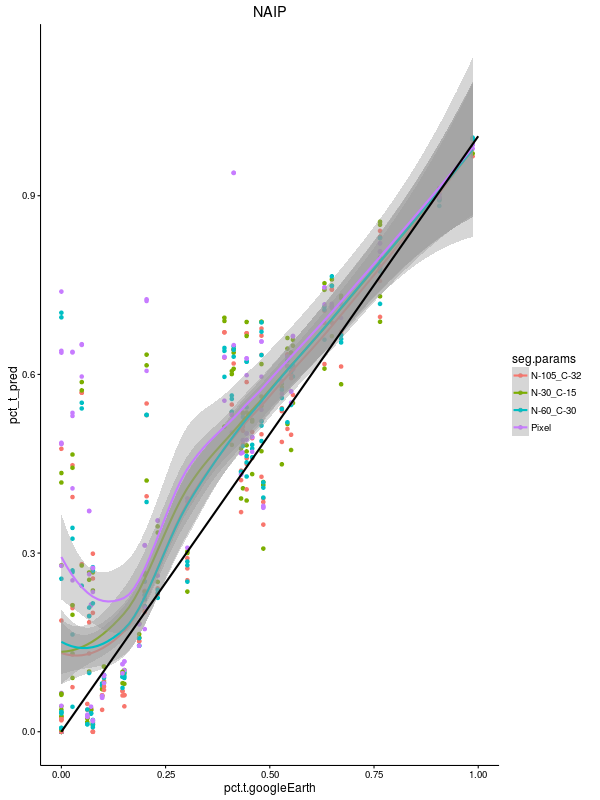 NAIP
pct_t_pred
0.9
0.6
0.3
0.0
0.00 0.25 0.50 0.75 1.00
pct.t.googleEarth
seg.params
N-105_C-32
N-30_C-15
N-60_C-30
Pixel